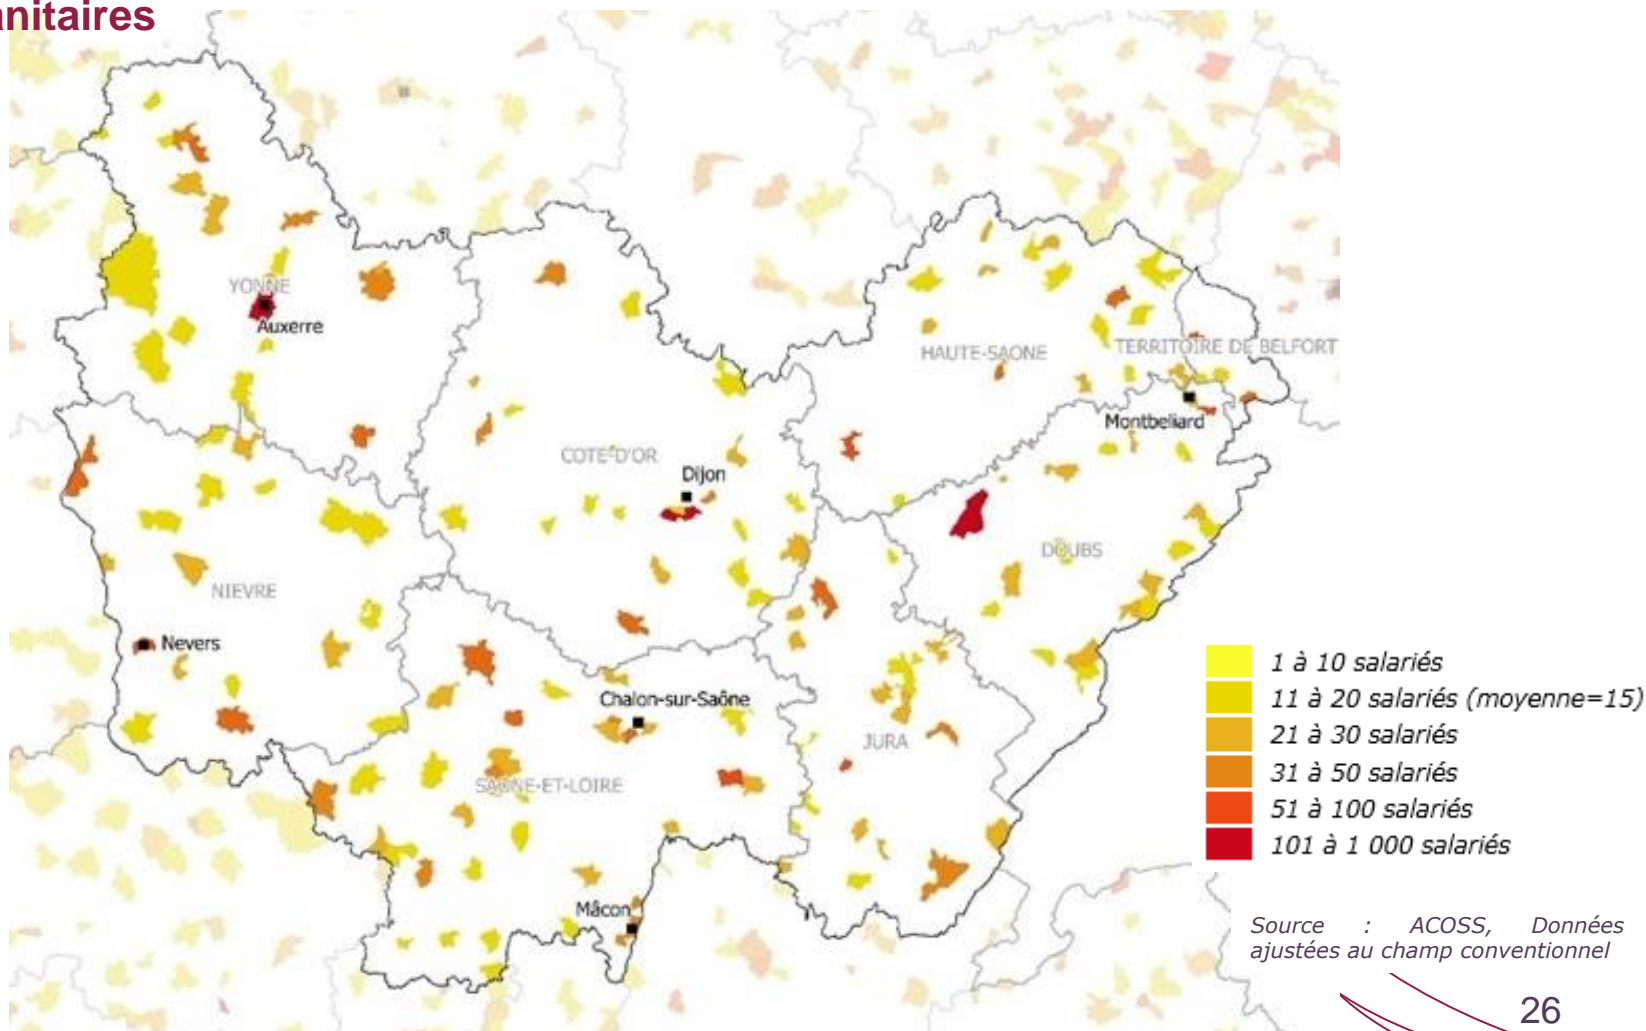 anitaires
YONNE
Auxerre
HAUTE-SAONE
TERRITOIRE DE BELFORT
Montbeliard
COTE-D'OR
Dijon
DOUBS
NIEVRE
Nevers
Chalon-sur-Saône
JURA
SAONE-ET-LOIRE
Mâcon
1 à 10 salariés
11 à 20 salariés (moyenne=15)
21 à 30 salariés
31 à 50 salariés
51 à 100 salariés
101 à 1 000 salariés
Source : ACOSS, Données
ajustées au champ conventionnel
26